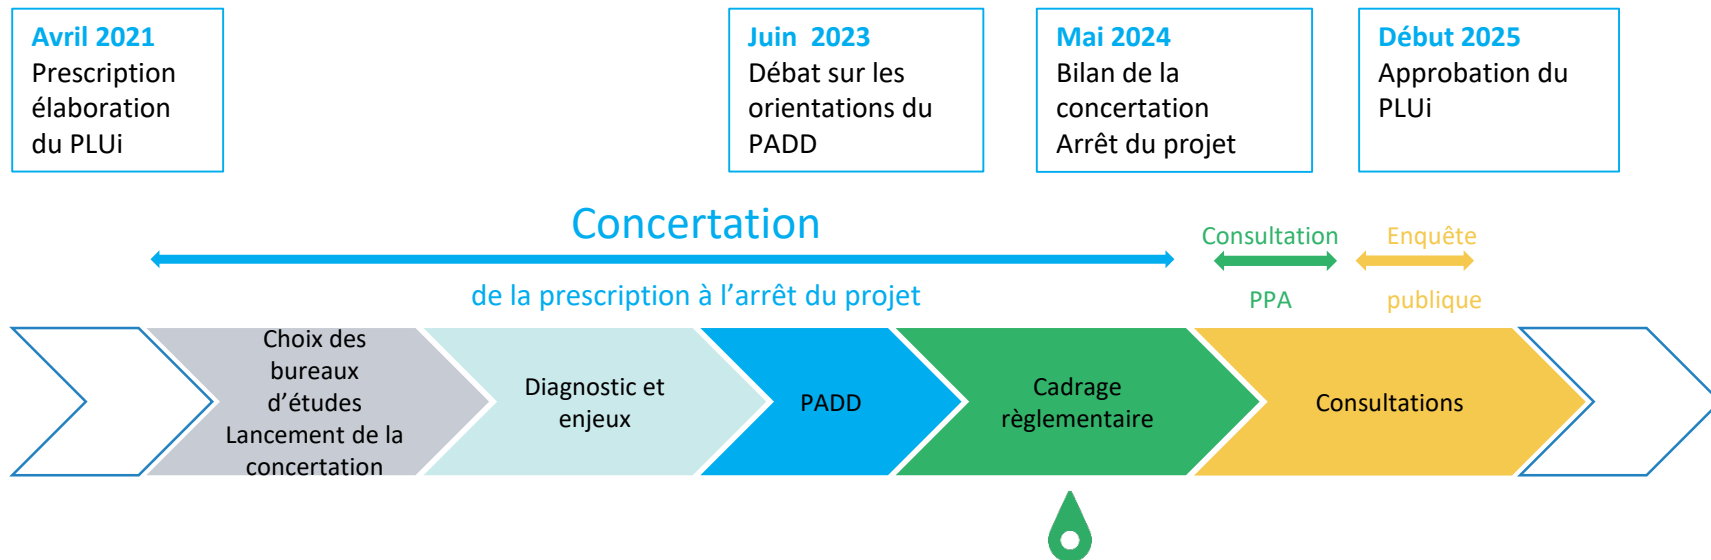 Avril 2021
Prescription
élaboration
du PLUi
Juin  2023
Débat sur les
orientations du
PADD
Mai 2024
Bilan de la
concertation
Arrêt du projet
Début 2025
Approbation du
PLUi
Concertation
de la prescription à l’arrêt du projet
Consultation
PPA
Enquête
publique
Choix des
bureaux
d’études
Lancement de la
concertation
Diagnostic et
enjeux
PADD
Cadrage
règlementaire
Consultations